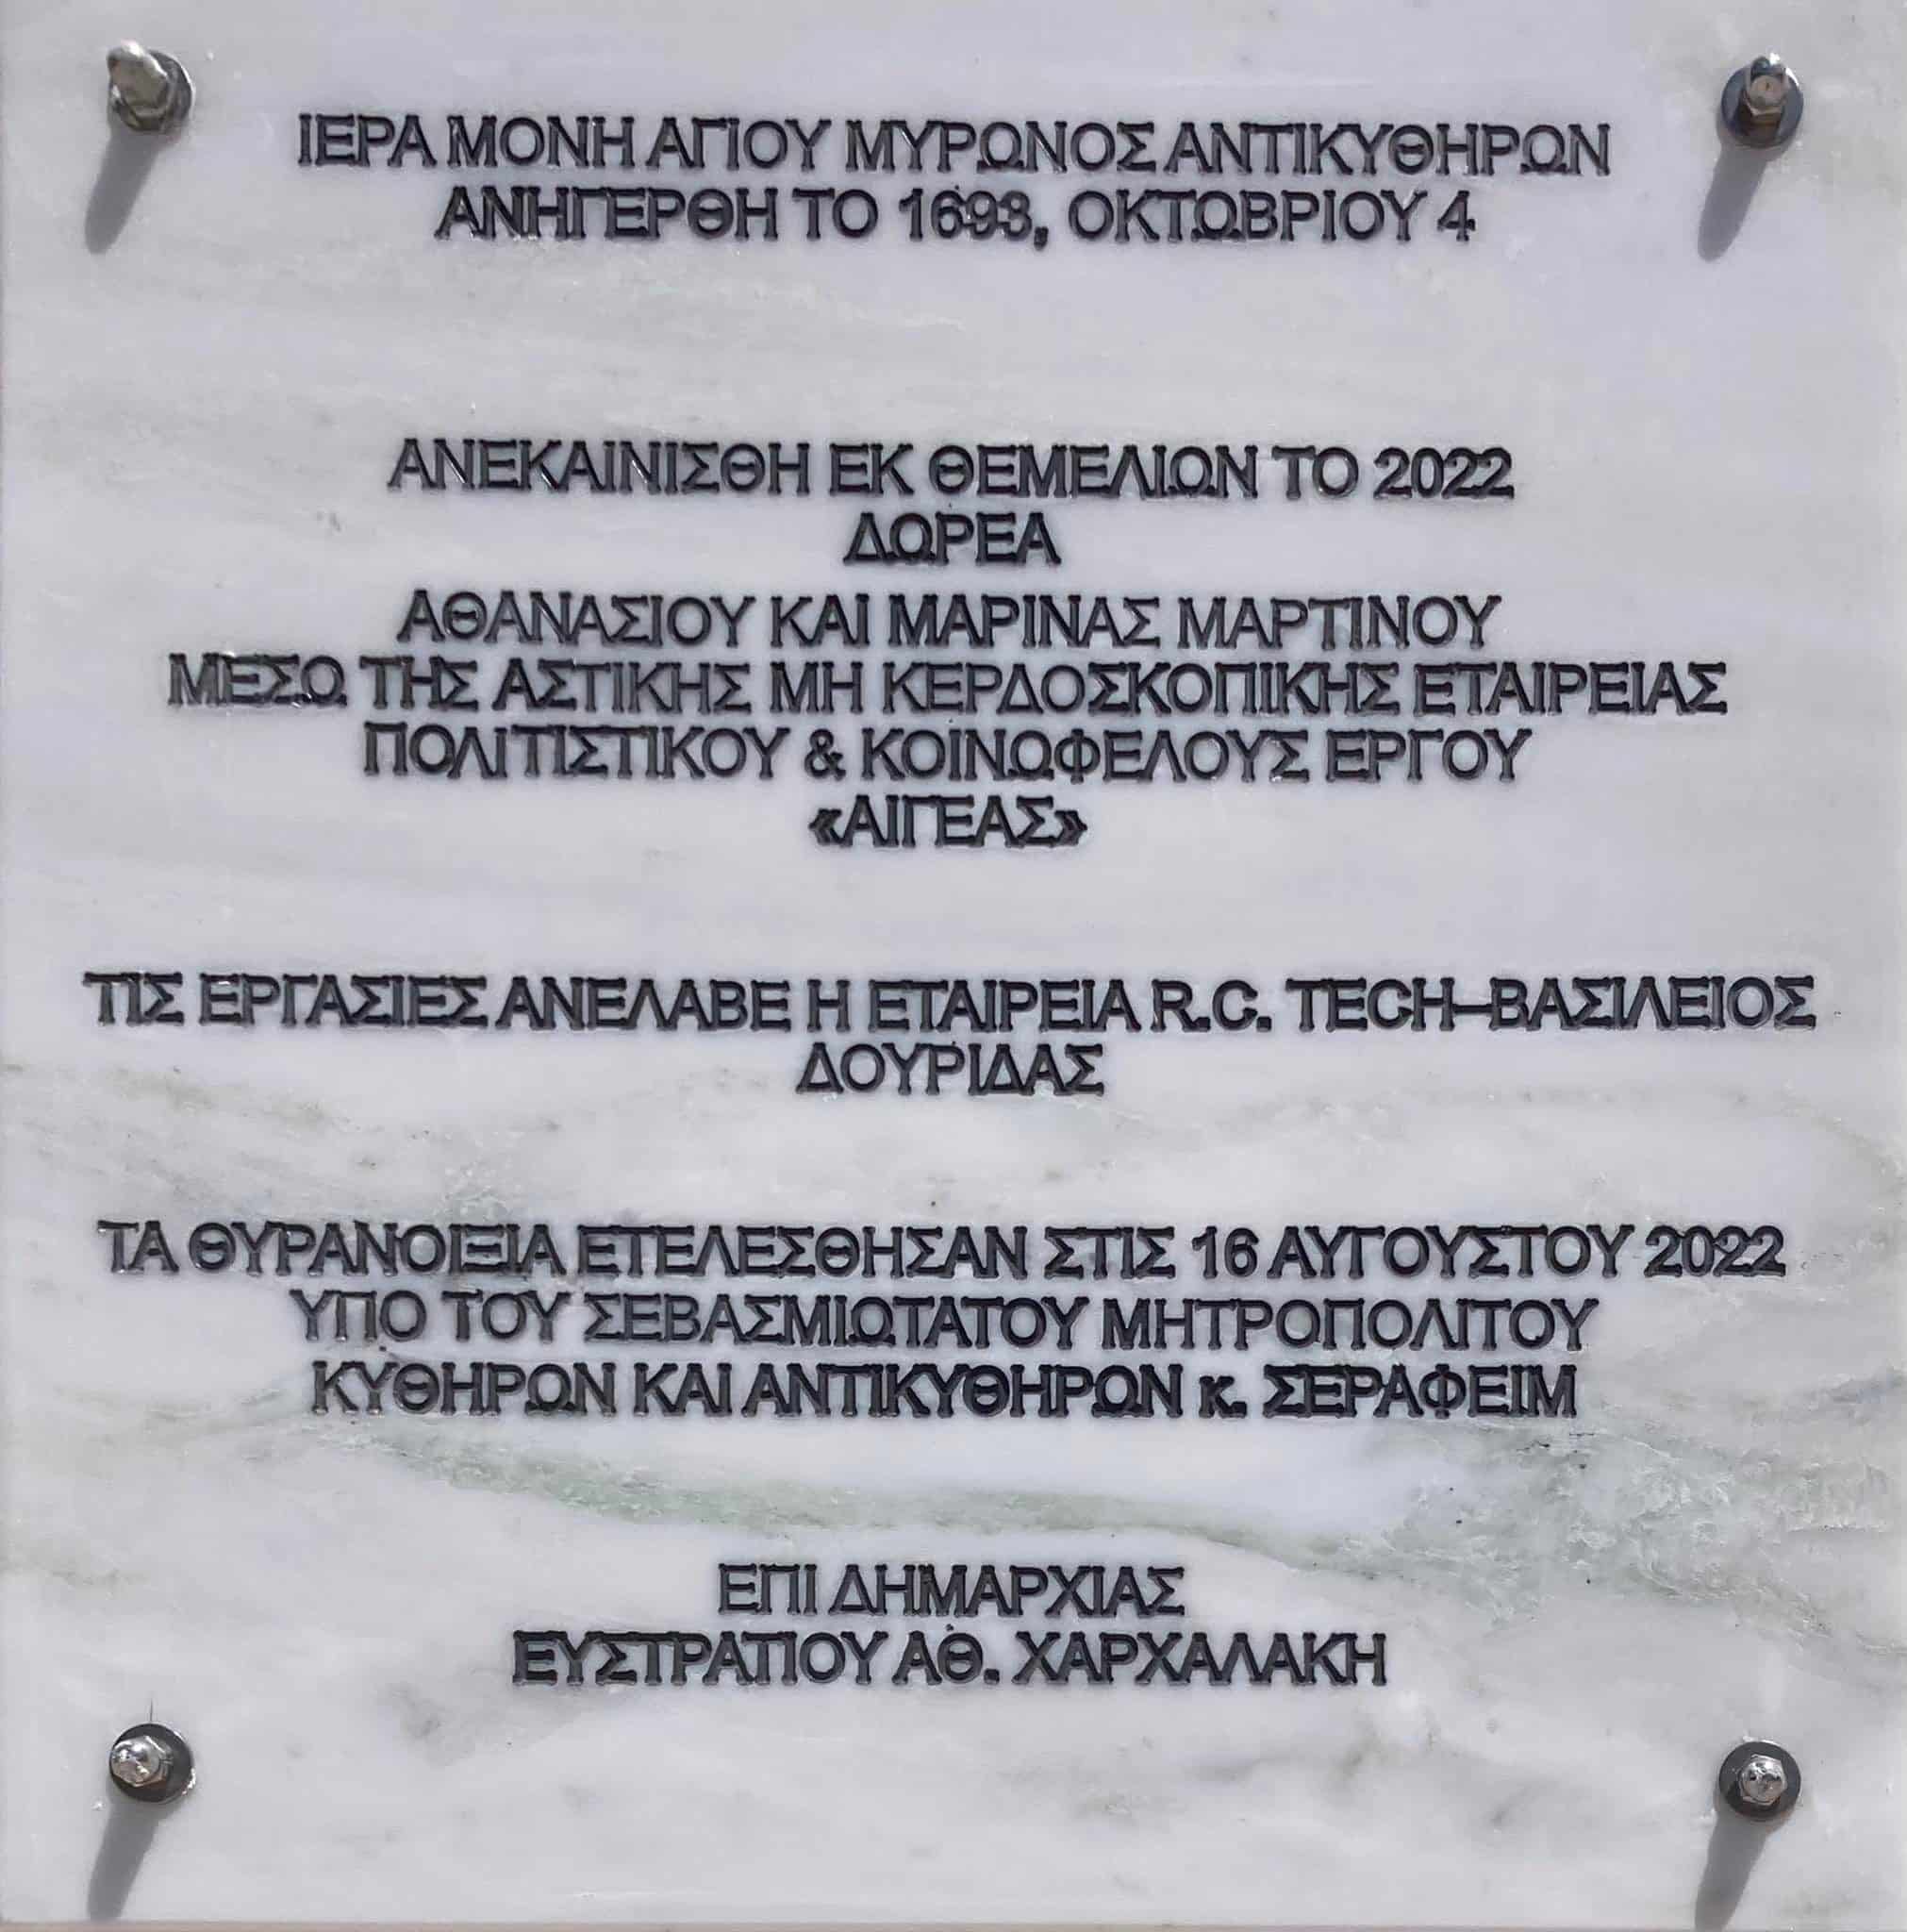 ΙΕΡΑ ΜΟΝΗ ΑΓΙΟΥ ΜΥΡΩΝΟΣ ΑΝΤΙΚΥΘΗΡΩΝ
ΑΝΗΓΕΡΘΗ ΤΟ 1693, ΟΚΤΩΒΡΙΟΥ 4
ΑΝΕΚΑΙΝΙΣΘΗ ΕΚ ΘΕΜΕΛΙΩΝ ΤΟ 2022
ΔΩΡΕΑ
ΑΘΑΝΑΣΙΟΥ ΚΑΙ ΜΑΡΙΝΑΣ ΜΑΡΤΙΝΟΥ
ΜΕΣΩ ΤΗΣ ΑΣΤΙΚΗΣ ΜΗ ΚΕΡΔΟΣΚΟΠΙΚΗΣ ΕΤΑΙΡΕΙΑΣ
ΠΟΛΙΤΙΣΤΙΚΟΥ & ΚΟΙΝΩΦΕΛΟΥΣ ΕΡΓΟΥ
«ΑΙΓΕΑΣ»
ΤΙΣ ΕΡΓΑΣΙΕΣ ΑΝΕΛΑΒΕ Η ΕΤΑΙΡΕΙΑ R.C. TECH–ΒΑΣΙΛΕΙΟΣ
ΔΟΥΡΙΔΑΣ
ΤΑ ΘΥΡΑΝΟΙΞΙΑ ΕΤΕΛΕΣΘΗΣΑΝ ΣΤΙΣ 16 ΑΥΓΟΥΣΤΟΥ 2022
ΥΠΟ ΤΟΥ ΣΕΒΑΣΜΙΩΤΑΤΟΥ ΜΗΤΡΟΠΟΛΙΤΟΥ
ΚΥΘΗΡΩΝ ΚΑΙ ΑΝΤΙΚΥΘΗΡΩΝ κ. ΣΕΡΑΦΕΙΜ
ΕΠΙ ΔΗΜΑΡΧΙΑΣ
ΕΥΣΤΡΑΤΙΟΥ ΑΘ. ΧΑΡΧΑΛΑΚΗ